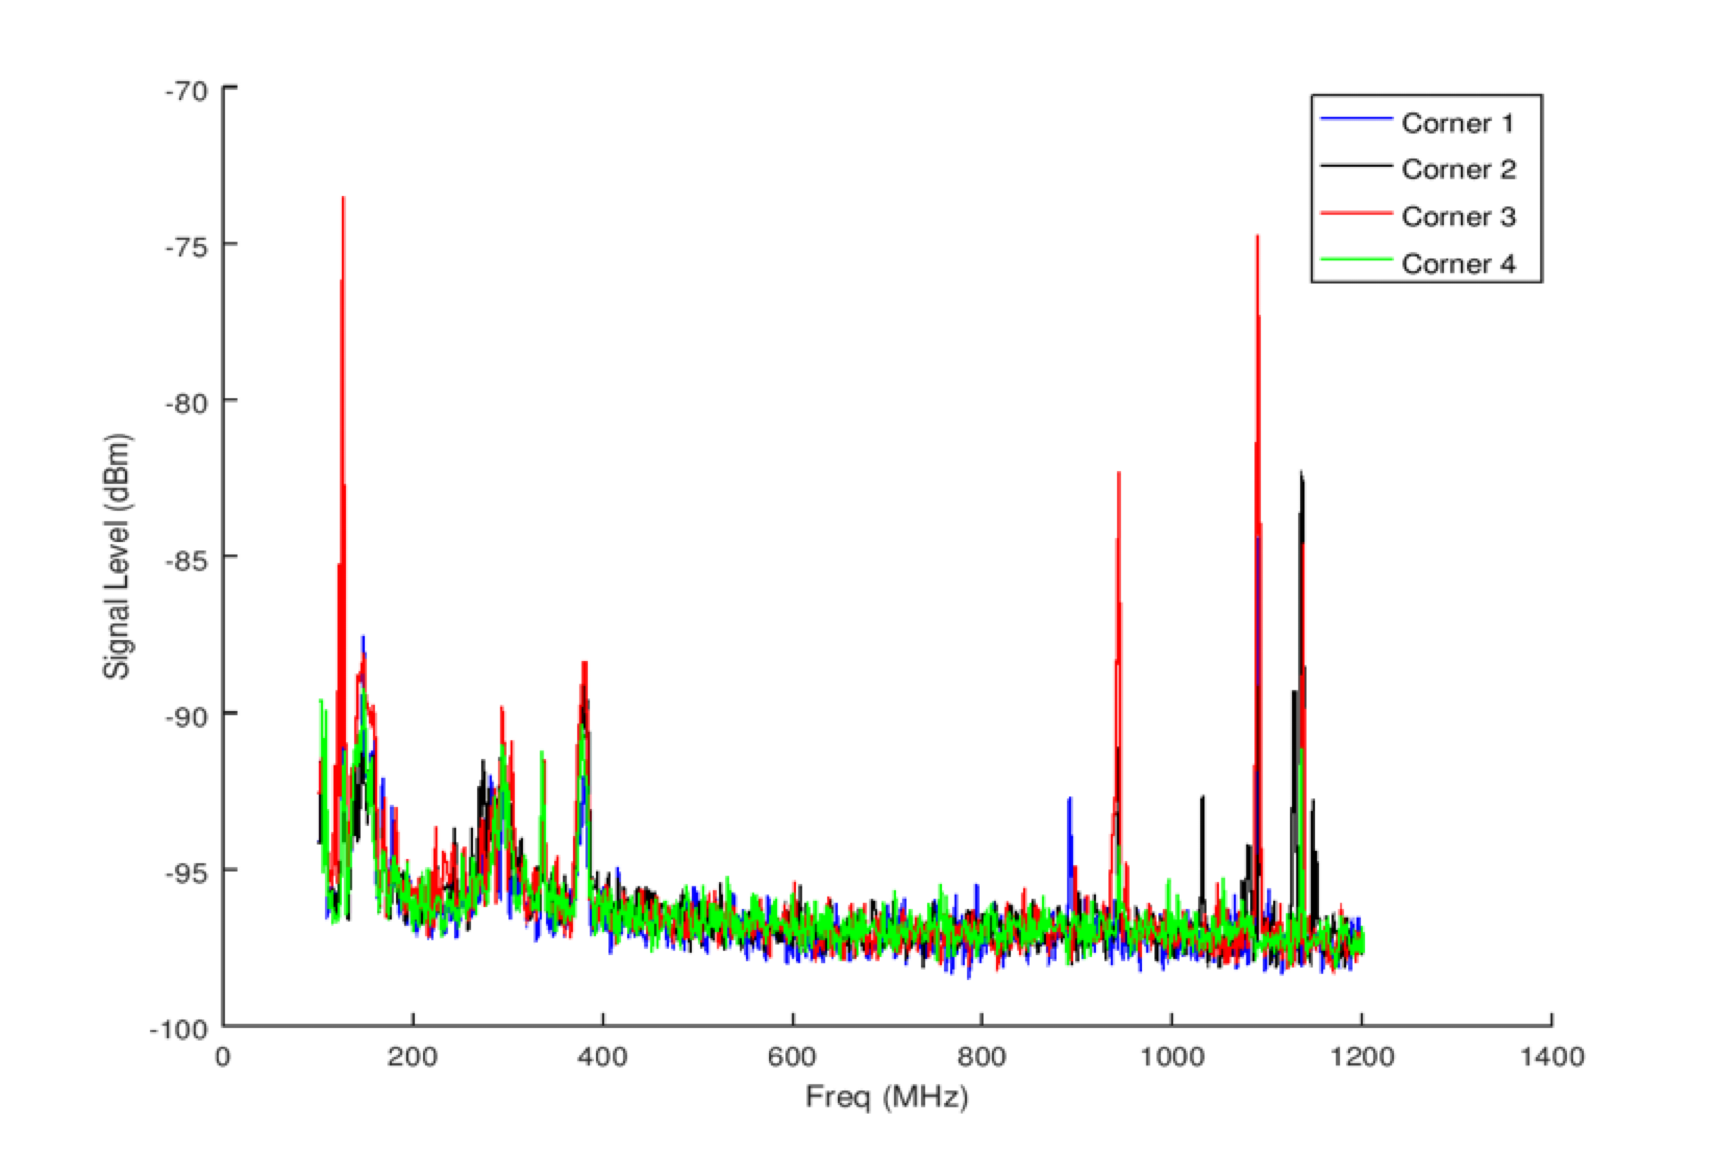 -70
-75
-80
-85
-90
-95
-100
Signal Level (dBm)
0 200 400 600 800 1000 1200 1400
Freq (MHz)
Corner 1
Corner 2
Corner 3
Corner 4